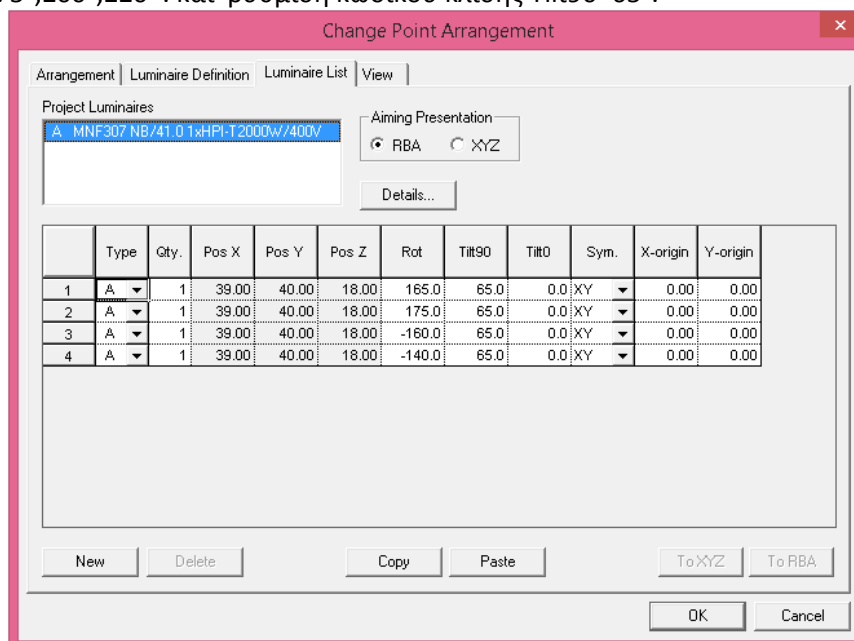 ρύθμιση κώδικού κλίσης Tilt90
Change Point Arrangement
Arrangement Luminaire Definition Luminaire List View
Project Luminaires
A MNF307 NB/41.0 1xHPI-T2000W/400V
Aiming Presentation
RBA XYZ
Details...
Type Qty. Pos X Pos Y Pos Z Rot Tilt90 Tilt0 Sym. X-origin Y-origin
1 A 1 39.00 40.00 18.00 165.0 65.0 0.0 XY 0.00 0.00
2 A 1 39.00 40.00 18.00 175.0 65.0 0.0 XY 0.00 0.00
3 A 1 39.00 40.00 18.00 -160.0 65.0 0.0 XY 0.00 0.00
4 A 1 39.00 40.00 18.00 -140.0 65.0 0.0 XY 0.00 0.00
New Delete Copy Paste To XYZ To RBA
OK Cancel